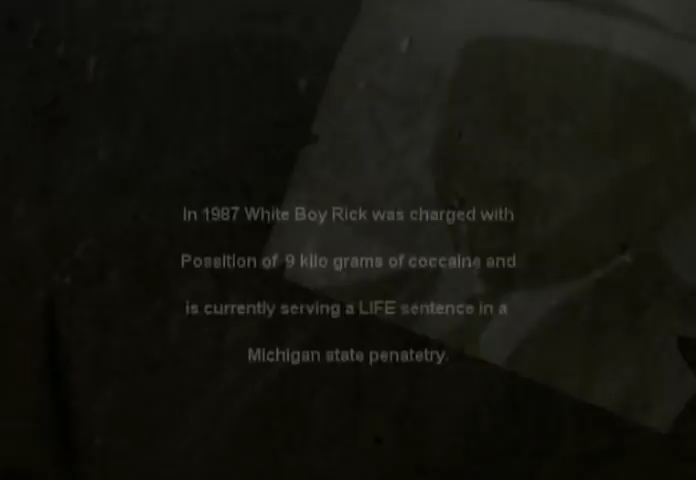 In 1987 White Boy Rick was charged with
Possition of 9 kilo grams of coccaine and
is currently serving a LIFE sentence in a
Michigan state penatetry.